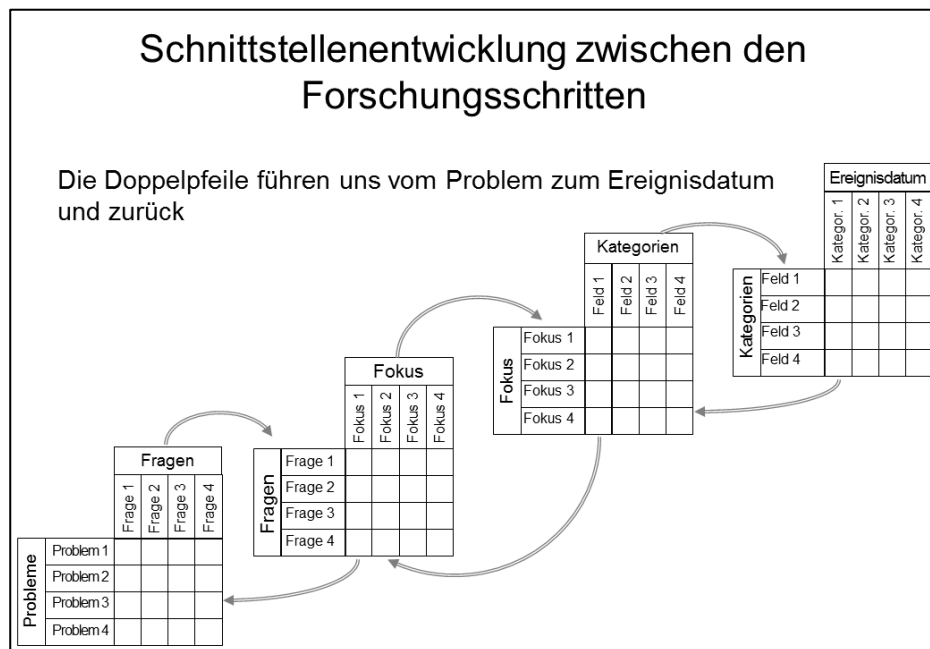 Schnittstellenentwicklung zwischen den
Forschungsschritten
Die Doppelpfeile führen uns vom Problem zum Ereignisdatum
und zurück
Ereignisdatum
Kategor. 1
Kategor. 2
Kategor. 3
Kategor. 4
Kategorien
Feld 1
Feld 2
Feld 3
Feld 4
Kategorien
Feld 1
Feld 2
Feld 3
Feld 4
Fokus
Fokus 1
Fokus 2
Fokus 3
Fokus 4
Fokus
Fokus 1
Fokus 2
Fokus 3
Fokus 4
Fragen
Frage 1
Frage 2
Frage 3
Frage 4
Fragen
Frage 1
Frage 2
Frage 3
Frage 4
Probleme
Problem 1
Problem 2
Problem 3
Problem 4